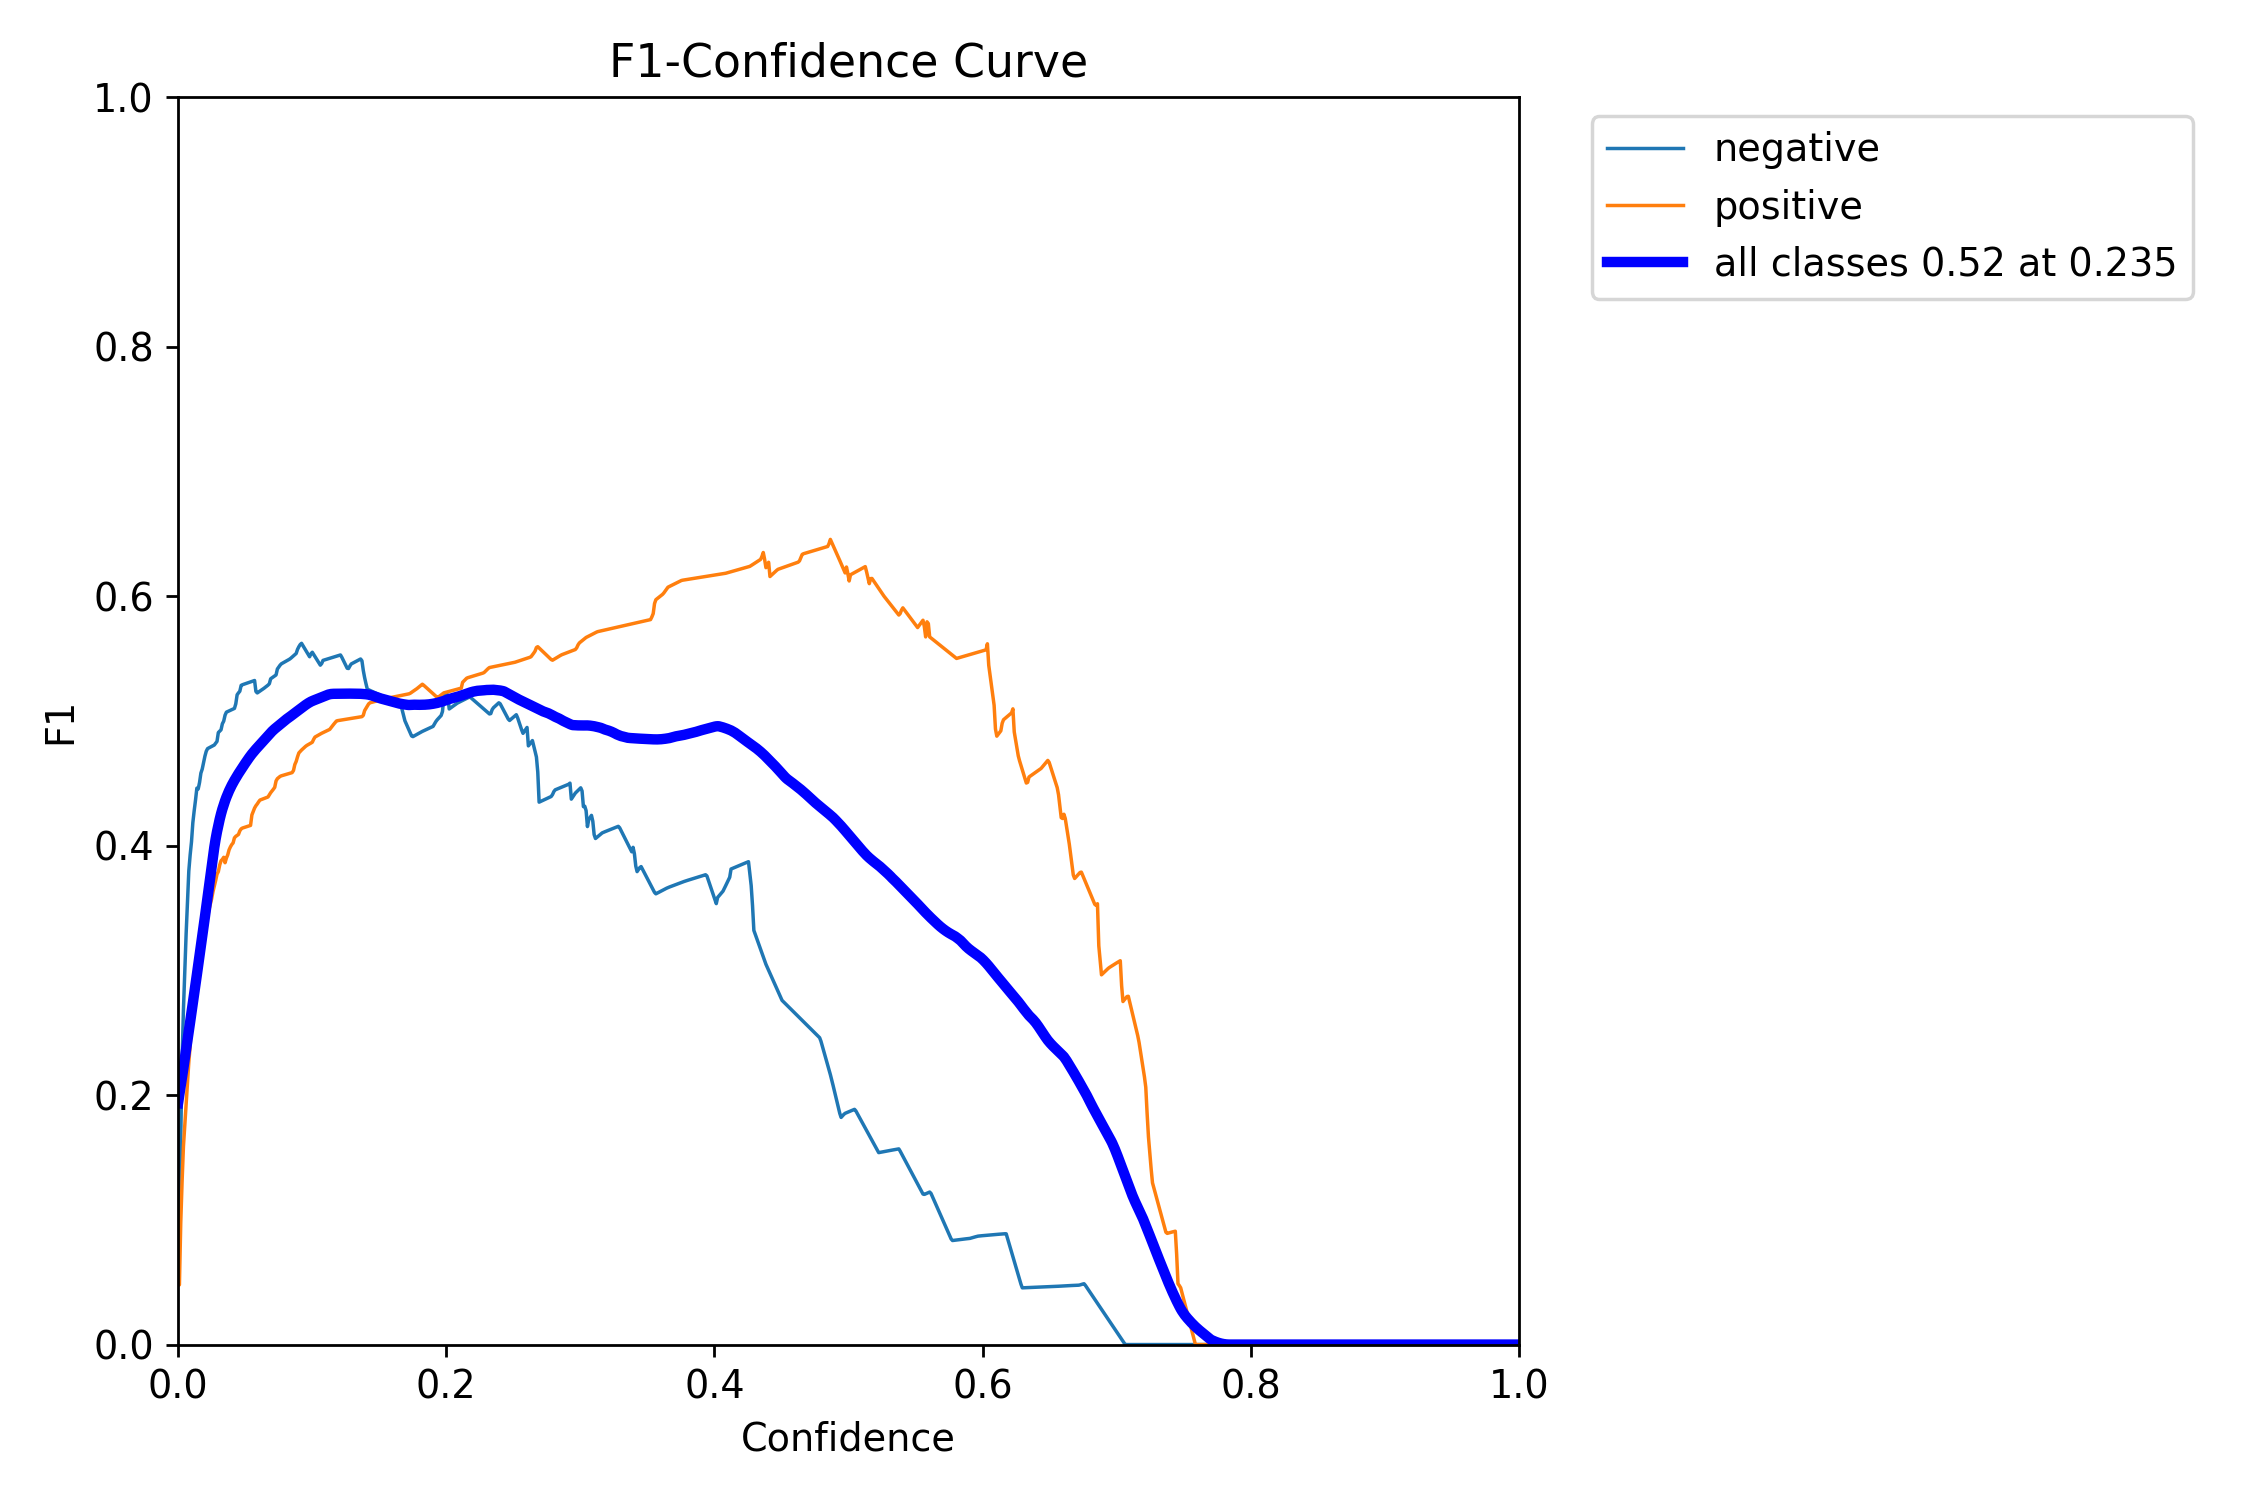 F1-Confidence Curve
negative
positive
all classes 0.52 at 0.235
1.0
0.8
0.6
0.4
0.2
0.0
F1
0.0 0.2 0.4 0.6 0.8 1.0
Confidence